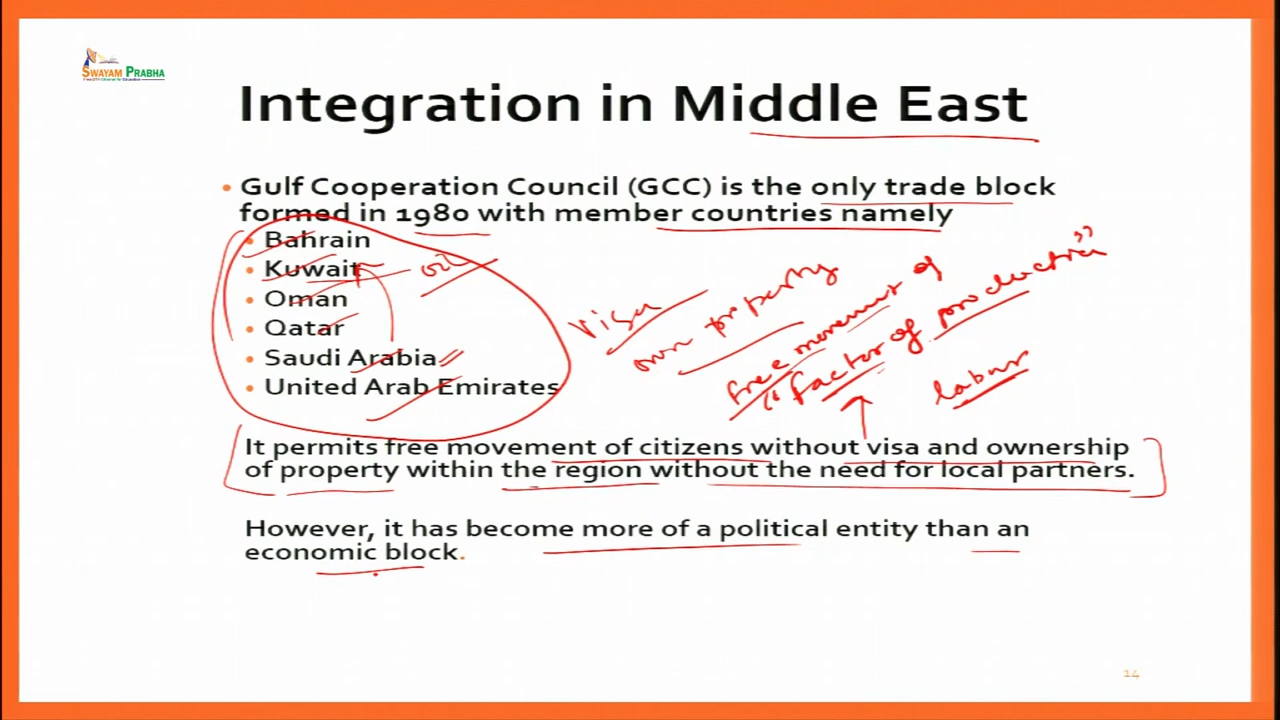 SWAYAM PRABHA
Integration in Middle East
• Gulf Cooperation Council (GCC) is the only trade block
formed in 1980 with member countries namely
• Bahrain
• Kuwait
oil
• Oman
• Qatar
• Saudi Arabia
• United Arab Emirates
Visa
own property
free movement of
"factor of production"
labur
It permits free movement of citizens without visa and ownership
of property within the region without the need for local partners.
However, it has become more of a political entity than an
economic block.
14